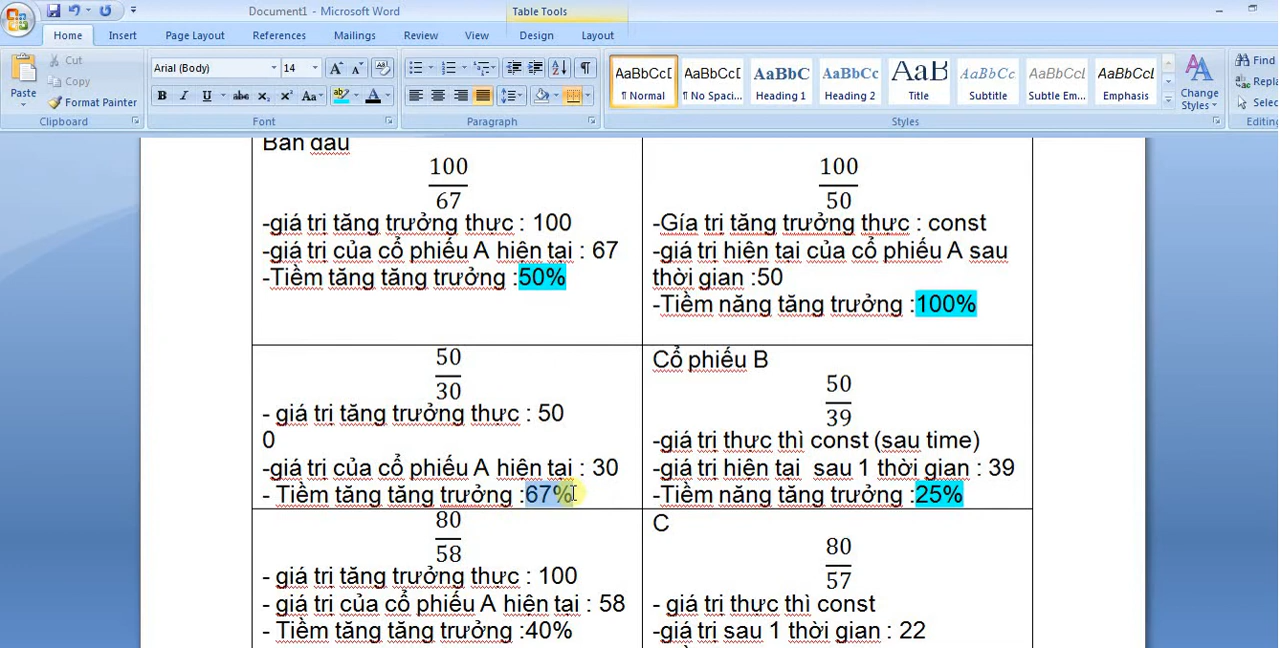 Document1 - Microsoft Word
Table Tools
Home Insert Page Layout References Mailings Review View Design Layout
Paste
Cut
Copy
Format Painter
Clipboard
Arial (Body) 14
Font
Paragraph
AaBbCcD AaBbCcD AaBbC AaBbCc AaB AaBbCc AaBbCcD AaBbCcD
¶ Normal ¶ No Spaci... Heading 1 Heading 2 Title Subtitle Subtle Em... Emphasis
Change Styles
Styles
Find
Repla
Selec
Editing
Ban đầu
100
67
-giá trị tăng trưởng thực : 100
-giá trị của cổ phiếu A hiện tại : 67
-Tiềm tăng tăng trưởng :50%
100
50
-Gía trị tăng trưởng thực : const
-giá trị hiện tai của cổ phiếu A sau
thời gian :50
-Tiềm năng tăng trưởng :100%
50
30
- giá trị tăng trưởng thực : 50
0
-giá trị của cổ phiếu A hiện tại : 30
- Tiềm tăng tăng trưởng :67%
Cổ phiếu B
50
39
-giá trị thực thì const (sau time)
-giá trị hiện tại sau 1 thời gian : 39
-Tiềm năng tăng trưởng :25%
80
58
- giá trị tăng trưởng thực : 100
- giá trị của cổ phiếu A hiện tai : 58
- Tiềm tăng tăng trưởng :40%
C
80
57
- giá trị thực thì const
-giá trị sau 1 thời gian : 22